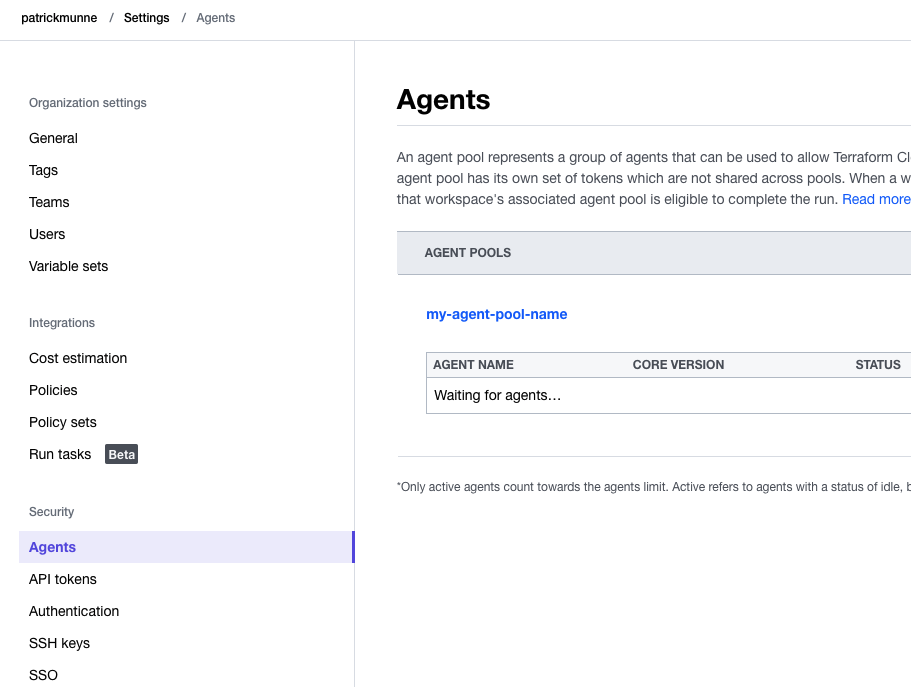 patrickmunne / Settings / Agents
Organization settings
General
Tags
Teams
Users
Variable sets
Integrations
Cost estimation
Policies
Policy sets
Run tasks Beta
Security
Agents
API tokens
Authentication
SSH keys
SSO
Agents
An agent pool represents a group of agents that can be used to allow Terraform Cl
agent pool has its own set of tokens which are not shared across pools. When a w
that workspace's associated agent pool is eligible to complete the run. Read more
AGENT POOLS
my-agent-pool-name
AGENT NAME CORE VERSION STATUS
Waiting for agents…
*Only active agents count towards the agents limit. Active refers to agents with a status of idle, b